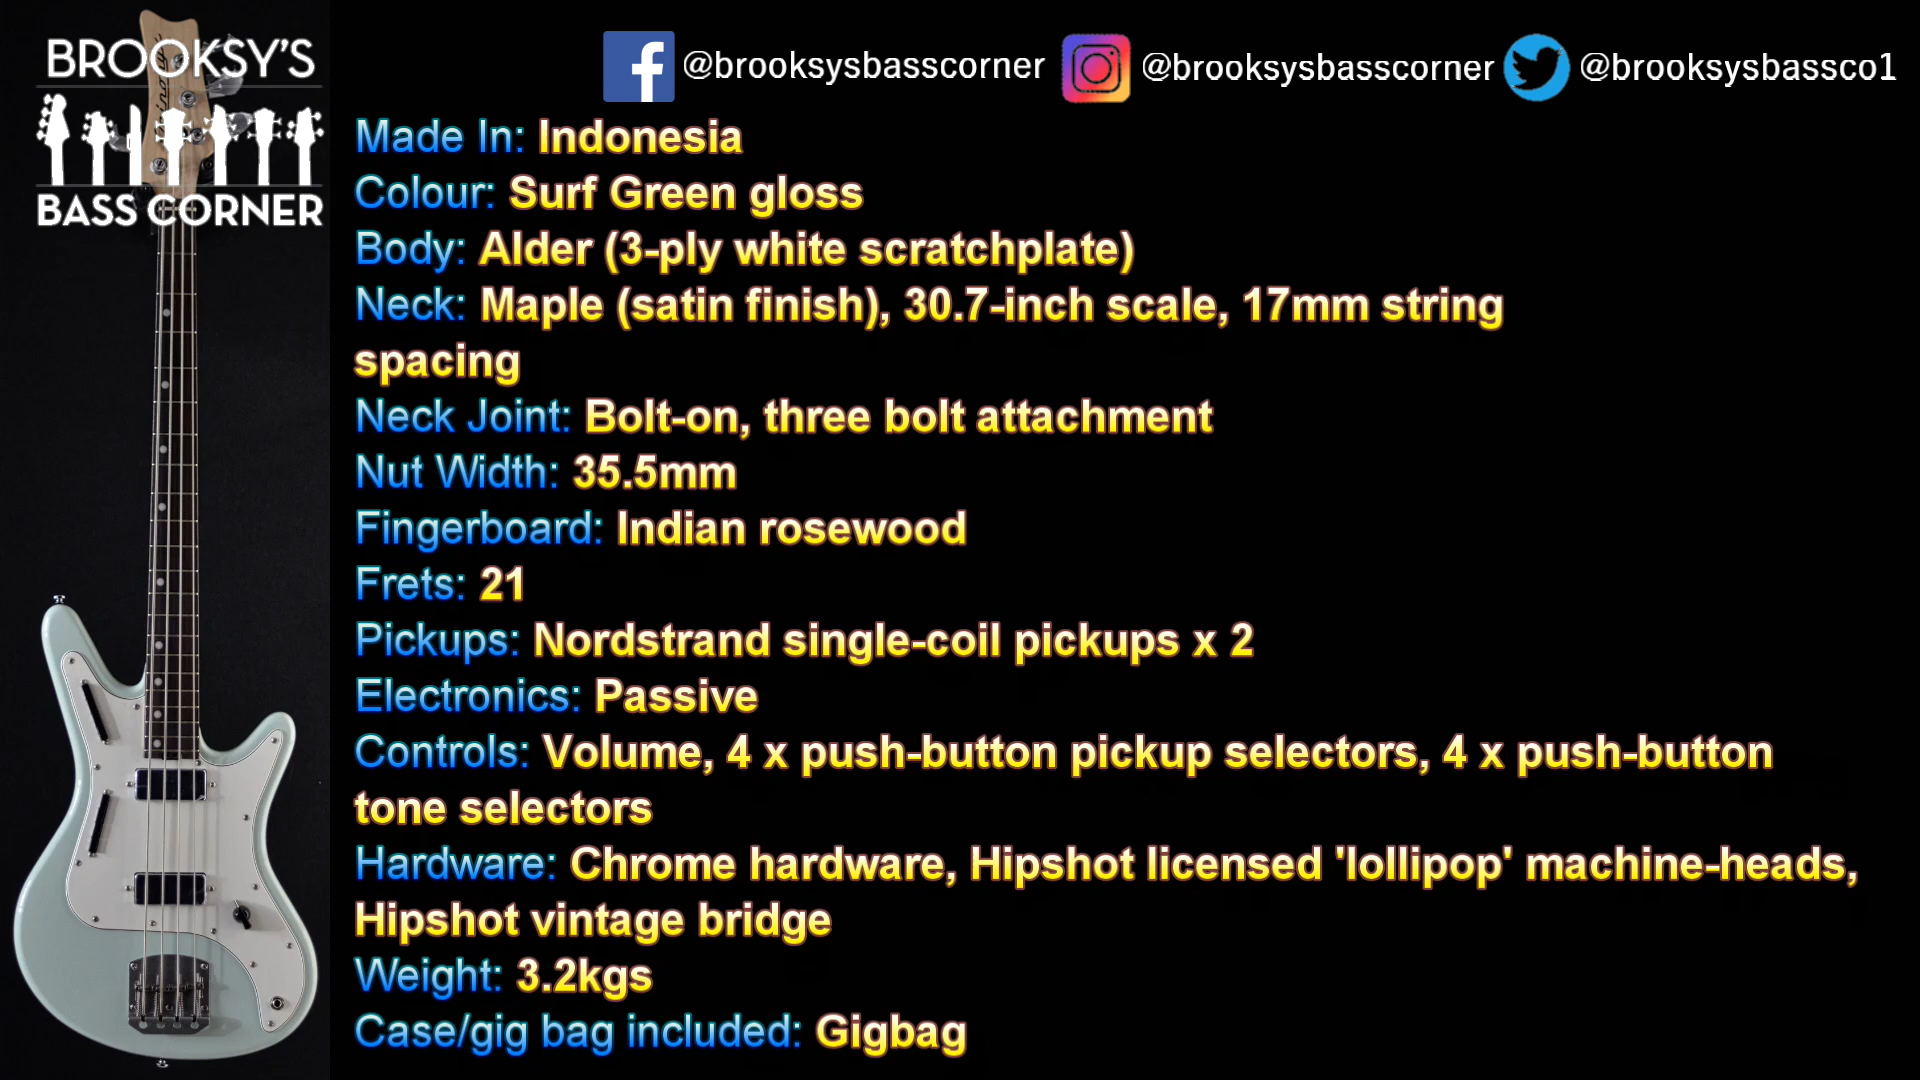 BROOKSY'S
BASS CORNER
@brooksysbasscorner
@brooksysbasscorner
@brooksysbassco1
Made In: Indonesia
Colour: Surf Green gloss
Body: Alder (3-ply white scratchplate)
Neck: Maple (satin finish), 30.7-inch scale, 17mm string
spacing
Neck Joint: Bolt-on, three bolt attachment
Nut Width: 35.5mm
Fingerboard: Indian rosewood
Frets: 21
Pickups: Nordstrand single-coil pickups x 2
Electronics: Passive
Controls: Volume, 4 x push-button pickup selectors, 4 x push-button
tone selectors
Hardware: Chrome hardware, Hipshot licensed 'lollipop' machine-heads,
Hipshot vintage bridge
Weight: 3.2kgs
Case/gig bag included: Gigbag